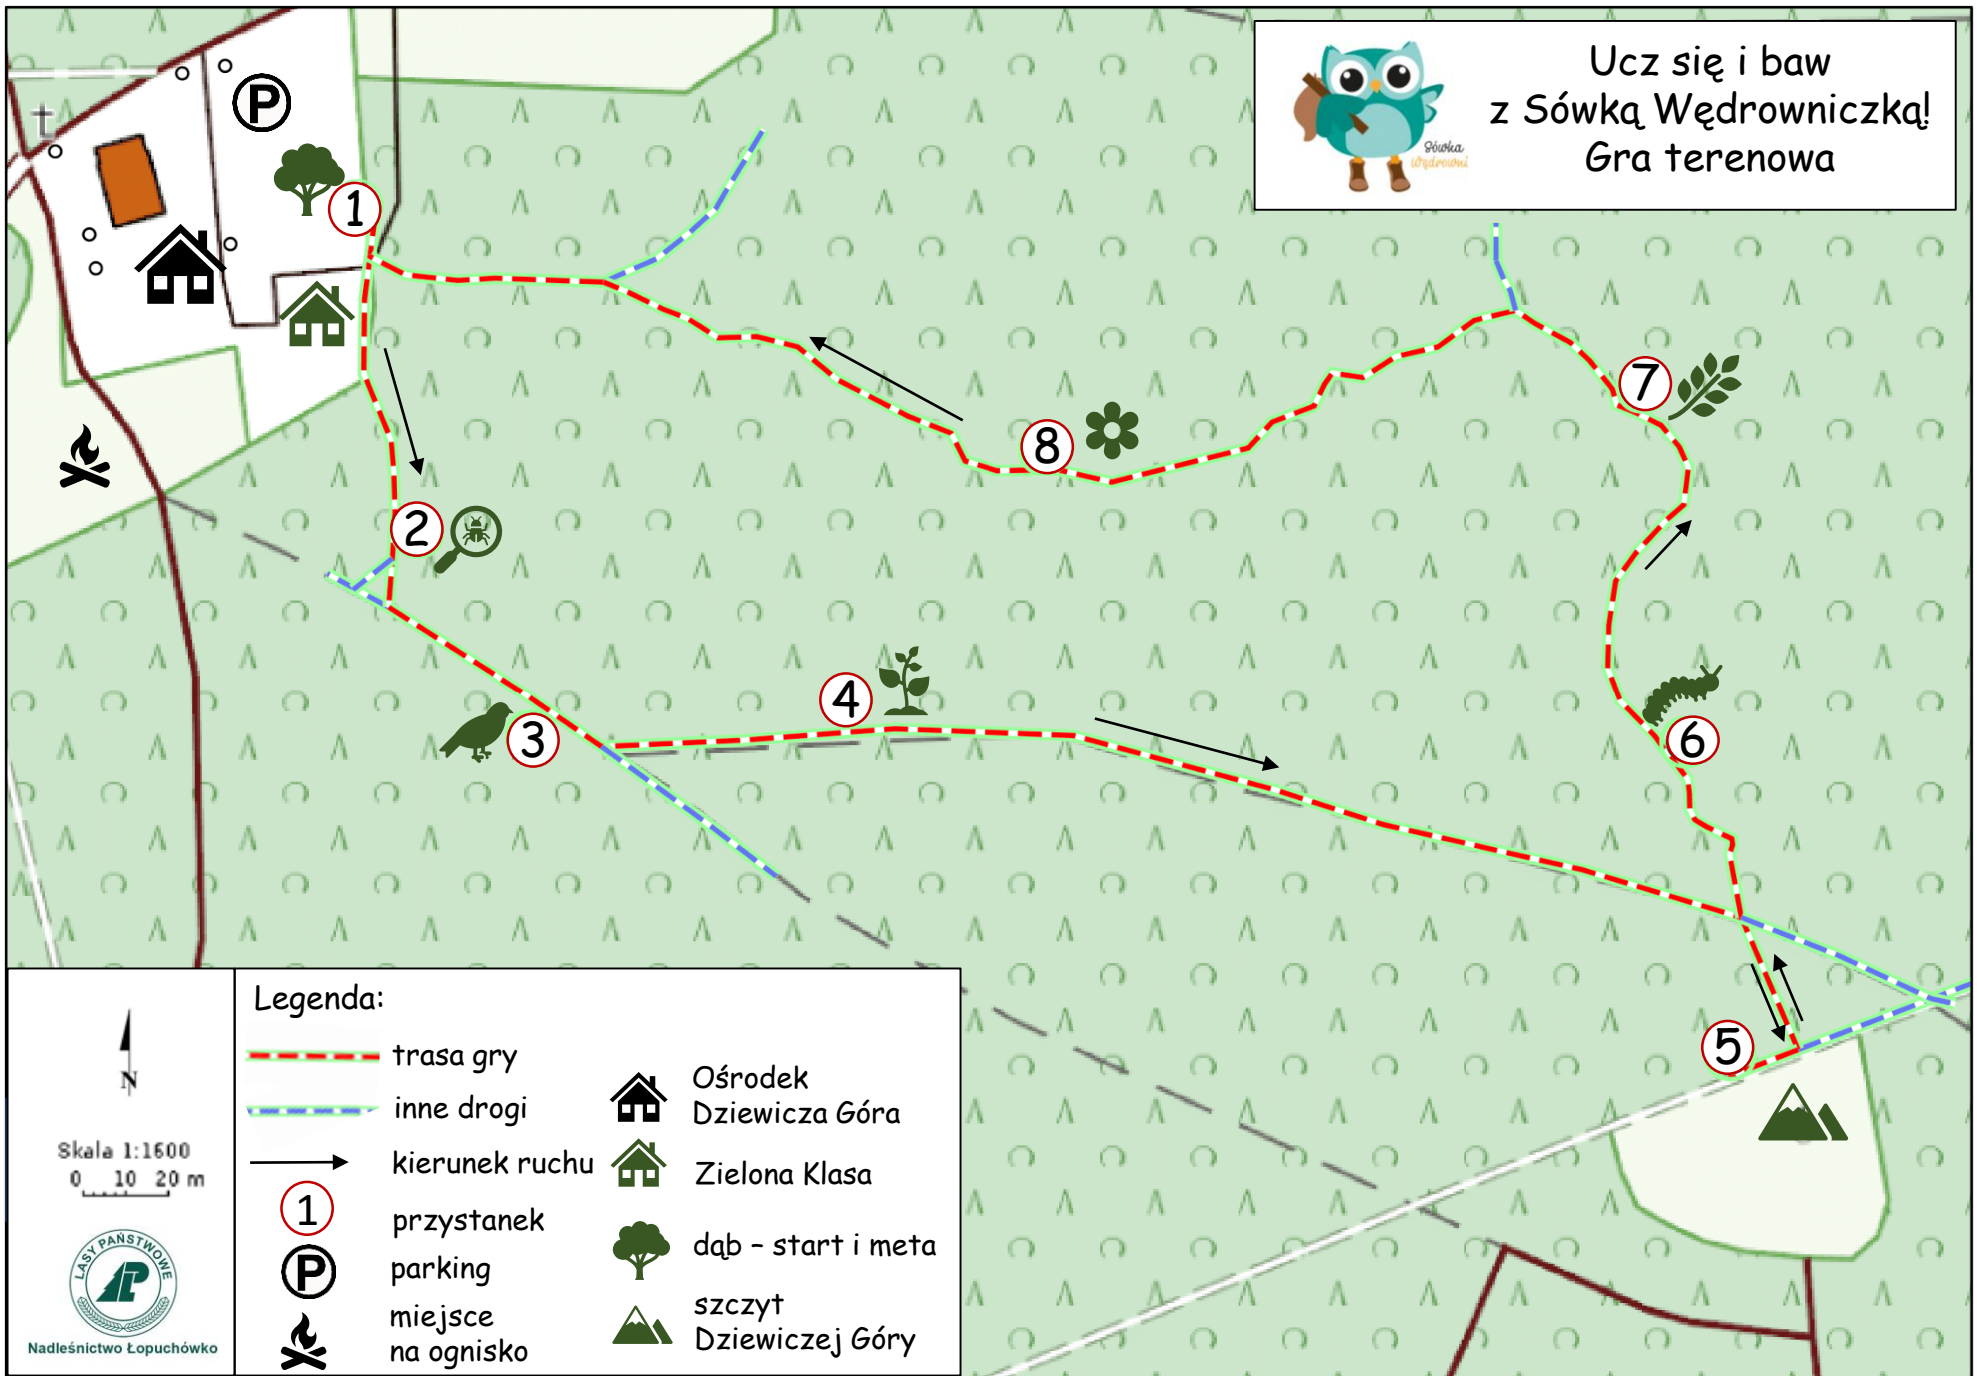 Ucz się i baw
z Sówką Wędrowniczką!
Gra terenowa
Sówka
P
1
2
3
4
5
6
7
8
N
Skala 1:1600
0 10 20 m
LASY PAŃSTWOWE
Nadleśnictwo Łopuchówko
Legenda:
trasa gry
inne drogi
kierunek ruchu
1
przystanek
P
parking
miejsce
na ognisko
Ośrodek
Dziewicza Góra
Zielona Klasa
dąb – start i meta
szczyt
Dziewiczej Góry